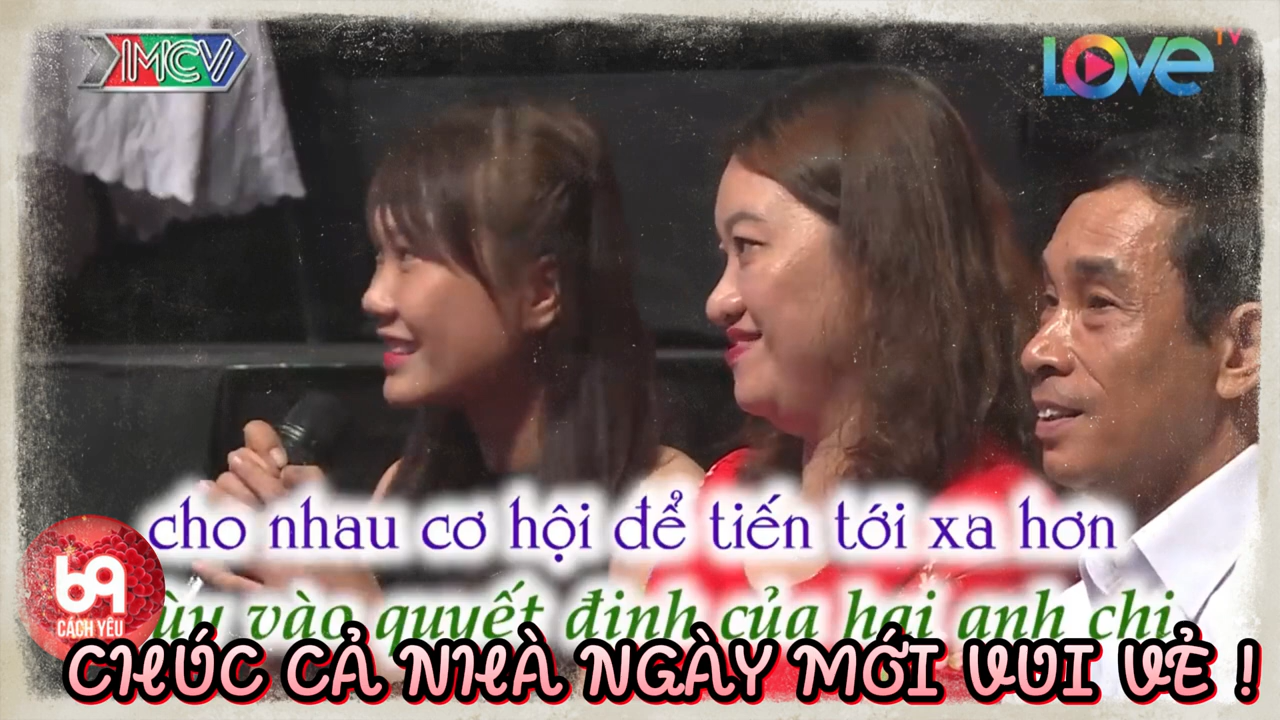 MCV
LOVE TV
cho nhau cơ hội để tiến tới xa hơn
69
vào quyết định của hai anh chị
CÁCH YÊU
CHÚC CẢ NHÀ NGÀY MỚI VUI VẺ !